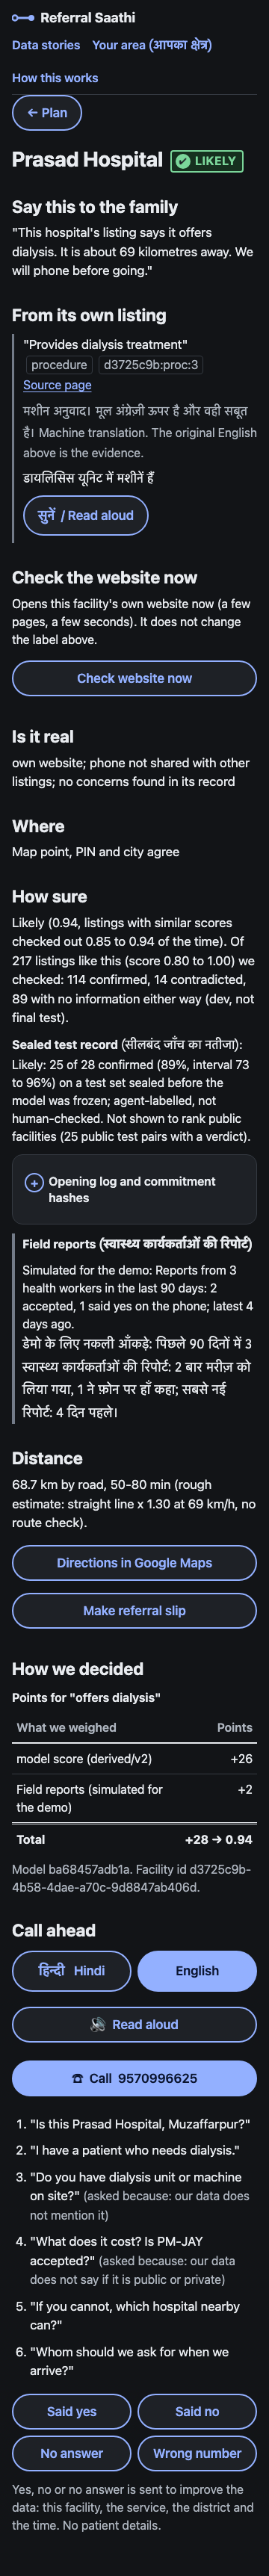 Referral Saathi
Data stories Your area (आपका क्षेत्र)
How this works
← Plan
Prasad Hospital LIKELY
Say this to the family
"This hospital's listing says it offers
dialysis. It is about 69 kilometres away. We
will phone before going."
From its own listing
"Provides dialysis treatment"
procedure d3725c9b:proc:3
Source page
मशीन अनुवाद। मूल अंग्रेज़ी ऊपर है और वही सबूत
है। Machine translation. The original English
above is the evidence.
डायलिसिस यूनिट में मशीनें हैं
सुनें / Read aloud
Check the website now
Opens this facility's own website now (a few
pages, a few seconds). It does not change
the label above.
Check website now
Is it real
own website; phone not shared with other
listings; no concerns found in its record
Where
Map point, PIN and city agree
How sure
Likely (0.94, listings with similar scores
checked out 0.85 to 0.94 of the time). Of
217 listings like this (score 0.80 to 1.00) we
checked: 114 confirmed, 14 contradicted,
89 with no information either way (dev, not
final test).
Sealed test record (सीलबंद जाँच का नतीजा):
Likely: 25 of 28 confirmed (89%, interval 73
to 96%) on a test set sealed before the
model was frozen; agent-labelled, not
human-checked. Not shown to rank public
facilities (25 public test pairs with a verdict).
+ Opening log and commitment
hashes
Field reports (स्वास्थ्य कार्यकर्ताओं की रिपोर्ट)
Simulated for the demo: Reports from 3
health workers in the last 90 days: 2
accepted, 1 said yes on the phone; latest 4
days ago.
डेमो के लिए नकली आँकड़े: पिछले 90 दिनों में 3
स्वास्थ्य कार्यकर्ताओं की रिपोर्ट: 2 बार मरीज़ को
लिया गया, 1 ने फ़ोन पर हाँ कहा; सबसे नई
रिपोर्ट: 4 दिन पहले।
Distance
68.7 km by road, 50-80 min (rough
estimate: straight line x 1.30 at 69 km/h, no
route check).
Directions in Google Maps
Make referral slip
How we decided
Points for "offers dialysis"
What we weighed Points
model score (derived/v2) +26
Field reports (simulated for +2
the demo)
Total +28 → 0.94
Model ba68457adb1a. Facility id d3725c9b-
4b58-4dae-a70c-9d8847ab406d.
Call ahead
हिन्दी Hindi English
Read aloud
☎ Call 9570996625
1. "Is this Prasad Hospital, Muzaffarpur?"
2. "I have a patient who needs dialysis."
3. "Do you have dialysis unit or machine
on site?" (asked because: our data does
not mention it)
4. "What does it cost? Is PM-JAY
accepted?" (asked because: our data
does not say if it is public or private)
5. "If you cannot, which hospital nearby
can?"
6. "Whom should we ask for when we
arrive?"
Said yes Said no
No answer Wrong number
Yes, no or no answer is sent to improve the
data: this facility, the service, the district and
the time. No patient details.